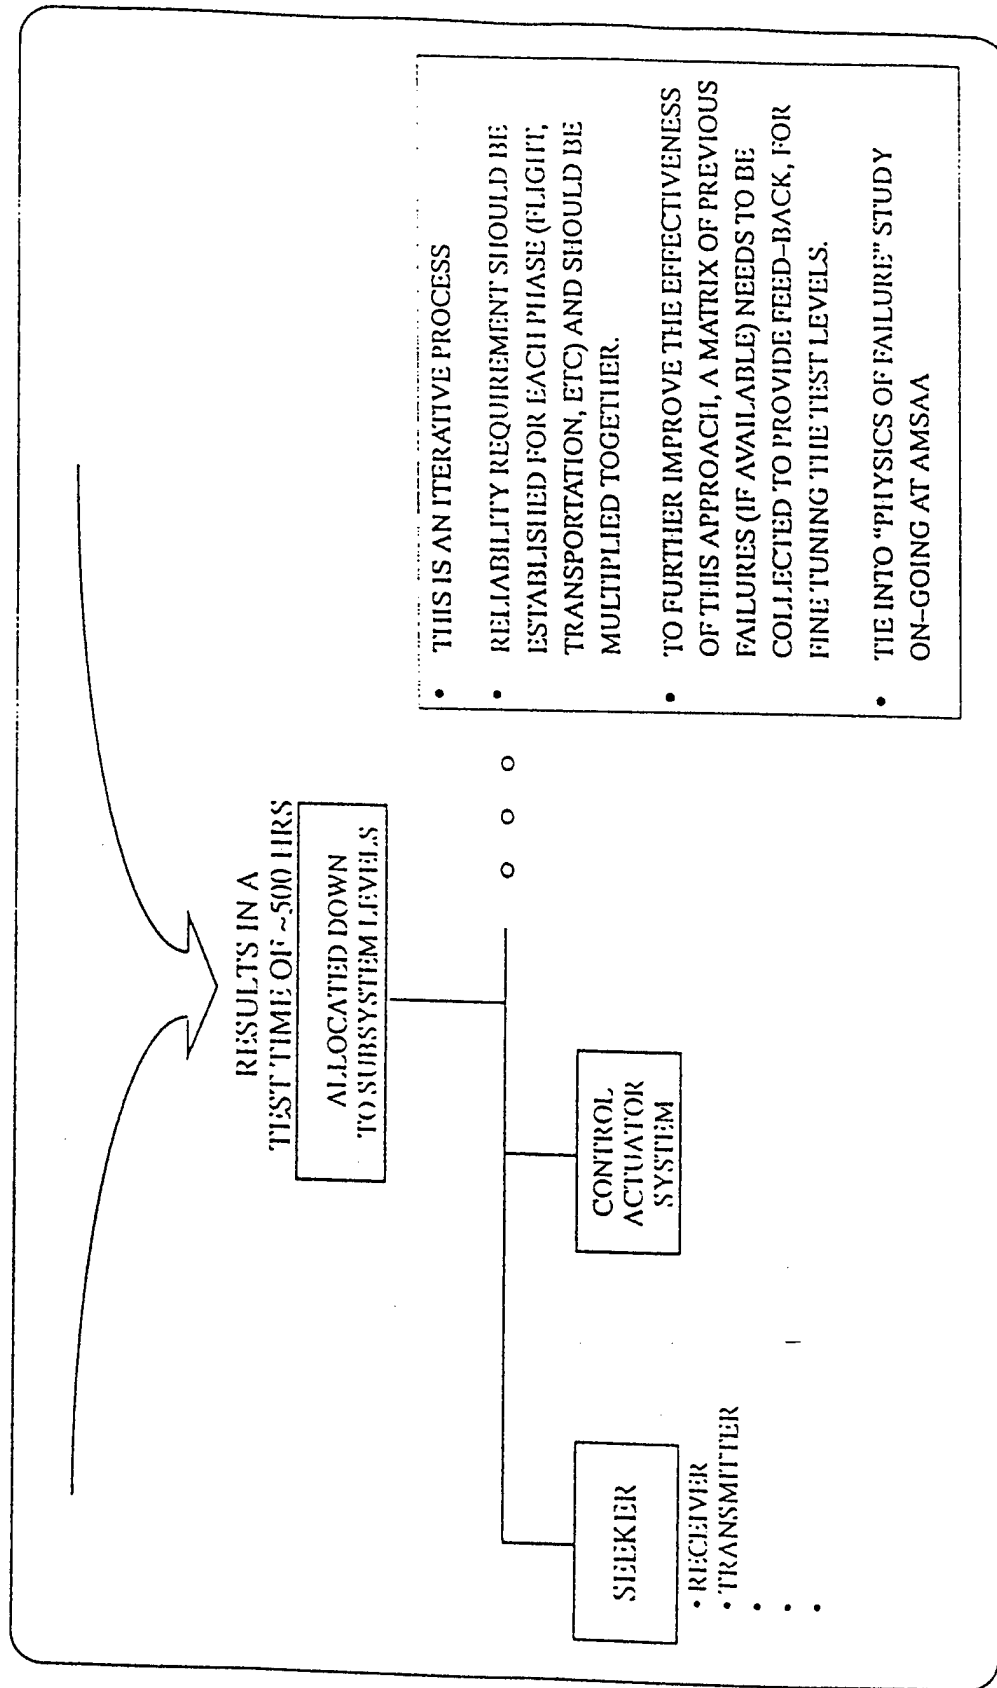 RESULTS IN A
TEST TIME OF ~500 HRS
ALLOCATED DOWN
TO SUBSYSTEM LEVELS
SEEKER
• RECEIVER
• TRANSMITTER
•
•
•
CONTROL
ACTUATOR
SYSTEM
• THIS IS AN ITERATIVE PROCESS
• RELIABILITY REQUIREMENT SHOULD BE
ESTABLISHED FOR EACH PHASE (FLIGHT,
TRANSPORTATION, ETC) AND SHOULD BE
MULTIPLIED TOGETHER.
• TO FURTHER IMPROVE THE EFFECTIVENESS
OF THIS APPROACH, A MATRIX OF PREVIOUS
FAILURES (IF AVAILABLE) NEEDS TO BE
COLLECTED TO PROVIDE FEED-BACK, FOR
FINE TUNING THE TEST LEVELS.
• TIE INTO "PHYSICS OF FAILURE" STUDY
ON-GOING AT AMSAA